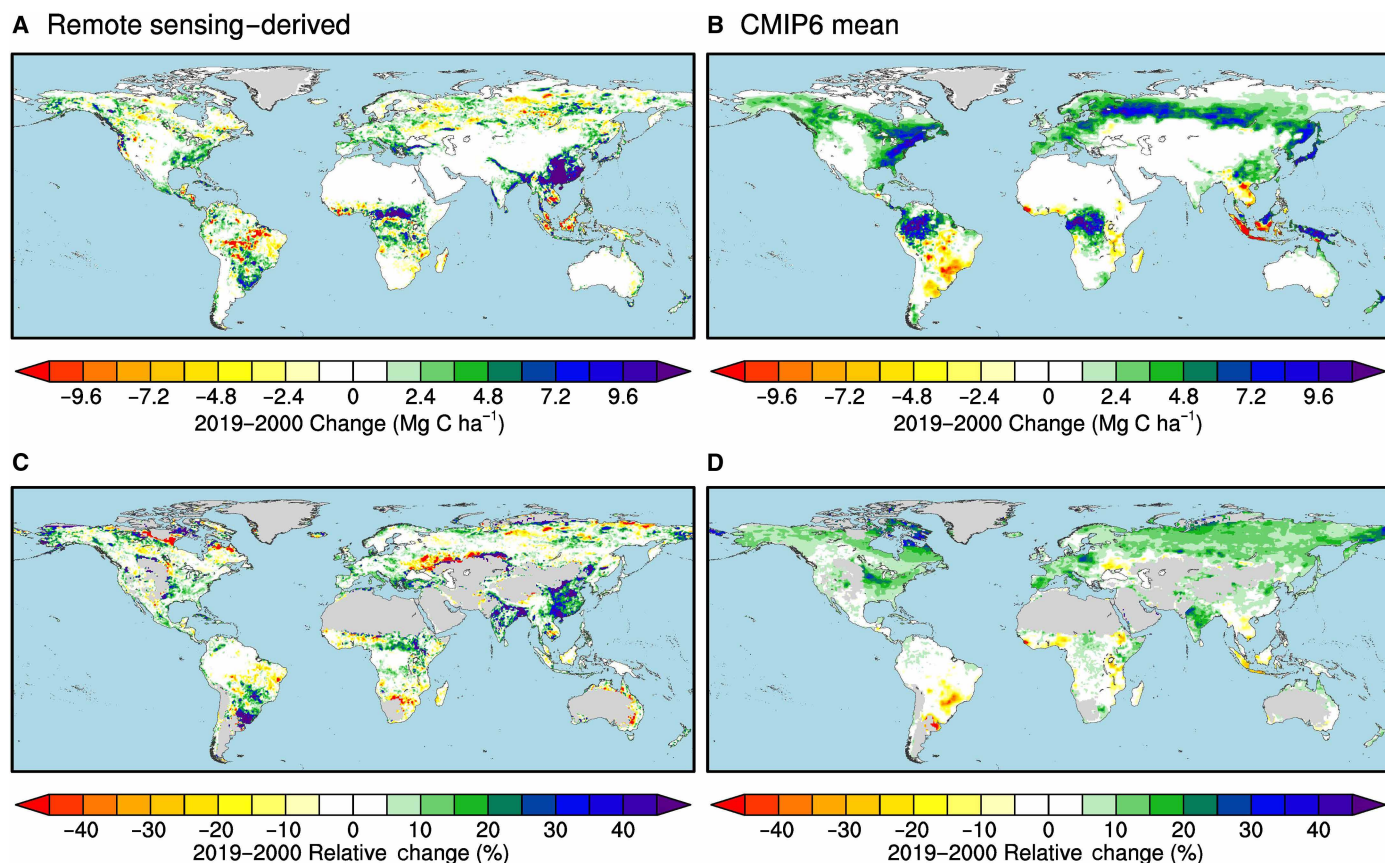 A Remote sensing−derived
B CMIP6 mean
−9.6 −7.2 −4.8 −2.4 0 2.4 4.8 7.2 9.6
2019−2000 Change (Mg C ha⁻¹)
−9.6 −7.2 −4.8 −2.4 0 2.4 4.8 7.2 9.6
2019−2000 Change (Mg C ha⁻¹)
C
D
−40 −30 −20 −10 0 10 20 30 40
2019−2000 Relative change (%)
−40 −30 −20 −10 0 10 20 30 40
2019−2000 Relative change (%)